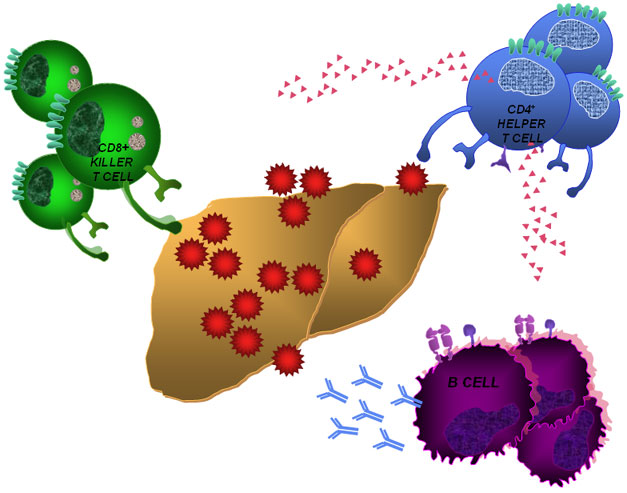 CD8+
KILLER
T CELL
CD4+
HELPER
T CELL
B CELL